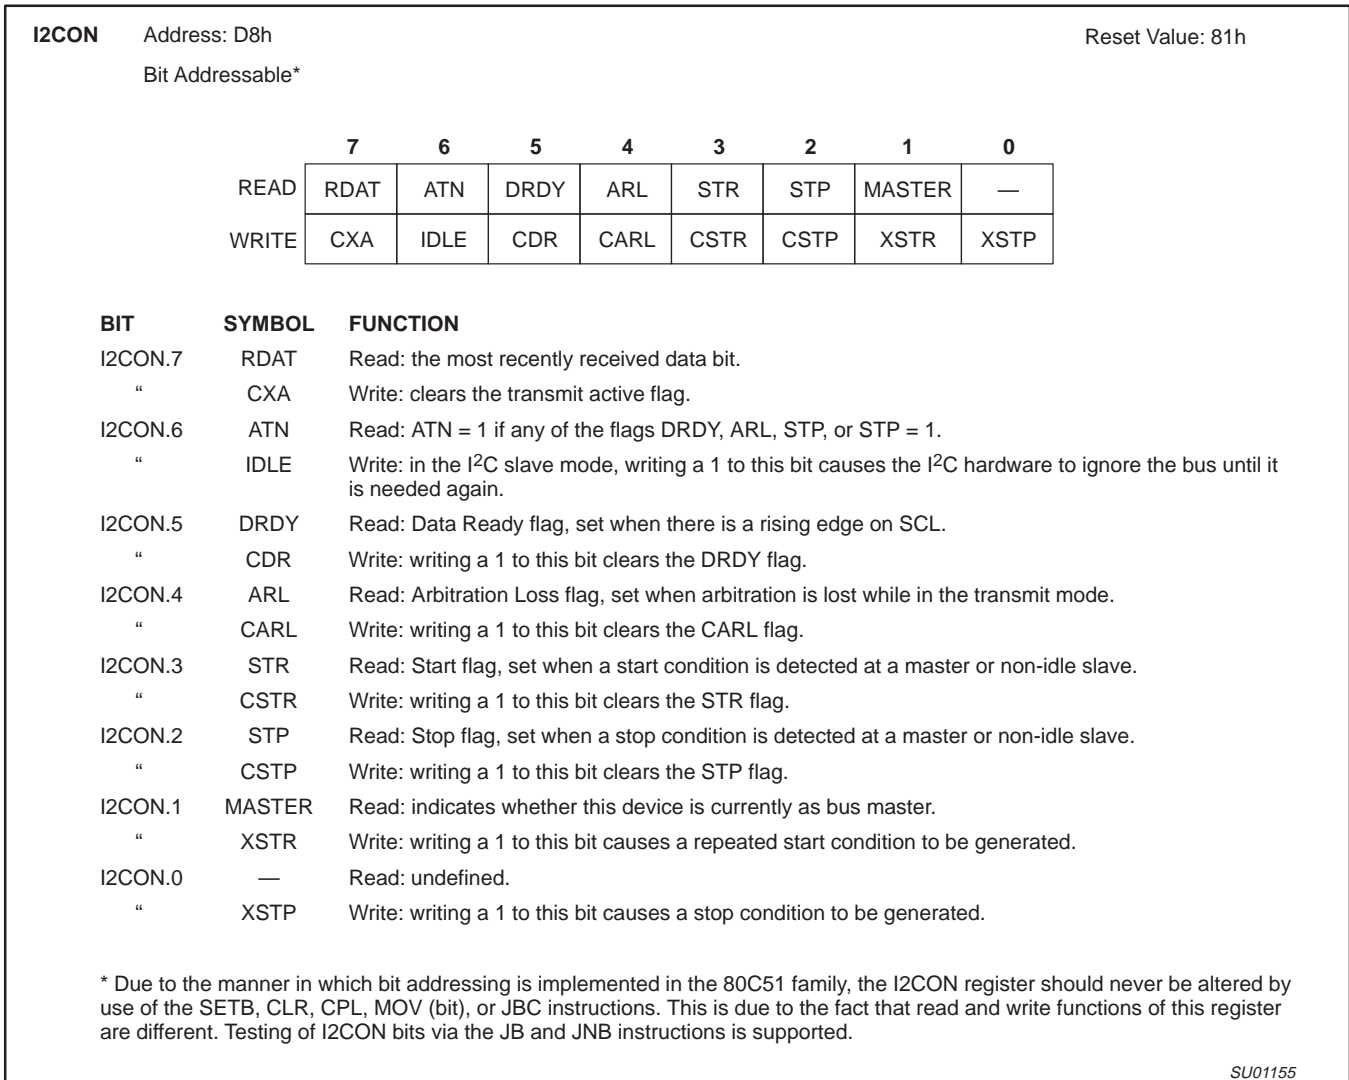 I2CON Address: D8h Reset Value: 81h
Bit Addressable*
7 6 5 4 3 2 1 0
READ RDAT ATN DRDY ARL STR STP MASTER —
WRITE CXA IDLE CDR CARL CSTR CSTP XSTR XSTP
BIT SYMBOL FUNCTION
I2CON.7 RDAT Read: the most recently received data bit.
“ CXA Write: clears the transmit active flag.
I2CON.6 ATN Read: ATN = 1 if any of the flags DRDY, ARL, STP, or STP = 1.
“ IDLE Write: in the I2C slave mode, writing a 1 to this bit causes the I2C hardware to ignore the bus until it
is needed again.
I2CON.5 DRDY Read: Data Ready flag, set when there is a rising edge on SCL.
“ CDR Write: writing a 1 to this bit clears the DRDY flag.
I2CON.4 ARL Read: Arbitration Loss flag, set when arbitration is lost while in the transmit mode.
“ CARL Write: writing a 1 to this bit clears the CARL flag.
I2CON.3 STR Read: Start flag, set when a start condition is detected at a master or non-idle slave.
“ CSTR Write: writing a 1 to this bit clears the STR flag.
I2CON.2 STP Read: Stop flag, set when a stop condition is detected at a master or non-idle slave.
“ CSTP Write: writing a 1 to this bit clears the STP flag.
I2CON.1 MASTER Read: indicates whether this device is currently as bus master.
“ XSTR Write: writing a 1 to this bit causes a repeated start condition to be generated.
I2CON.0 — Read: undefined.
“ XSTP Write: writing a 1 to this bit causes a stop condition to be generated.
* Due to the manner in which bit addressing is implemented in the 80C51 family, the I2CON register should never be altered by
use of the SETB, CLR, CPL, MOV (bit), or JBC instructions. This is due to the fact that read and write functions of this register
are different. Testing of I2CON bits via the JB and JNB instructions is supported.
SU01155